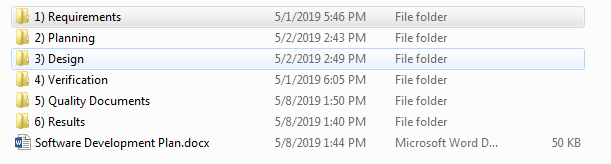 1) Requirements 5/1/2019 5:46 PM File folder
2) Planning 5/2/2019 2:43 PM File folder
3) Design 5/2/2019 2:49 PM File folder
4) Verification 5/1/2019 6:05 PM File folder
5) Quality Documents 5/8/2019 1:50 PM File folder
6) Results 5/8/2019 1:40 PM File folder
Software Development Plan.docx 5/8/2019 1:44 PM Microsoft Word D... 50 KB